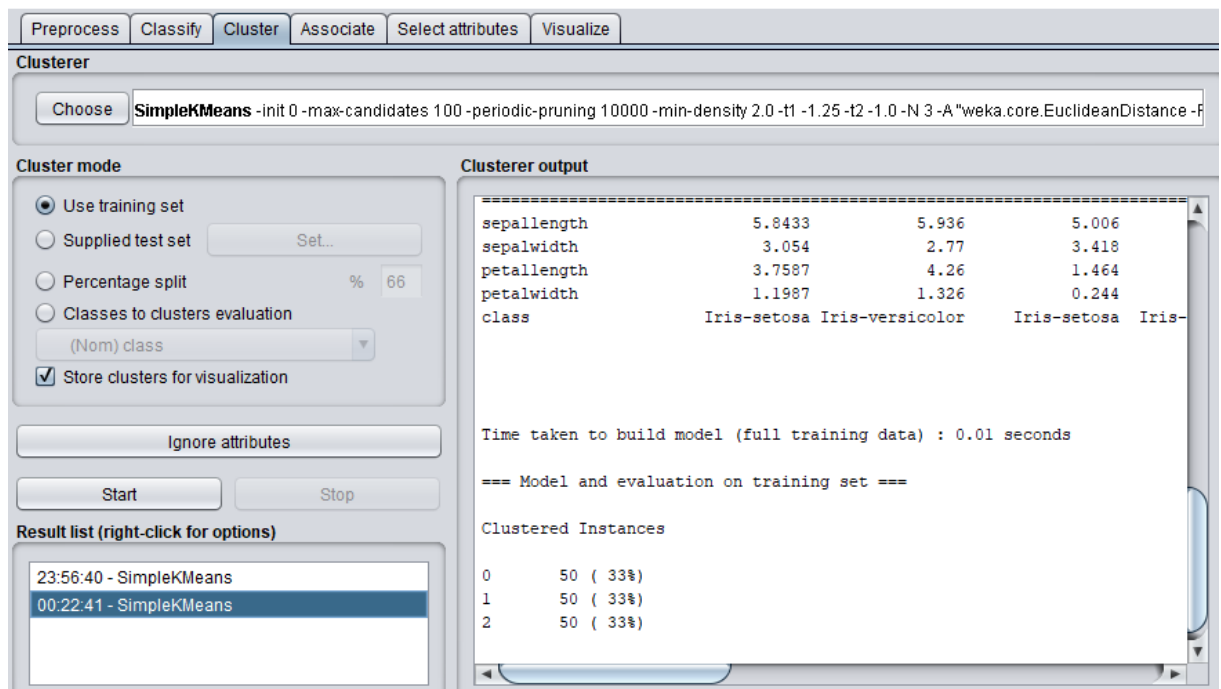 Preprocess Classify Cluster Associate Select attributes Visualize
Clusterer
Choose SimpleKMeans -init 0 -max-candidates 100 -periodic-pruning 10000 -min-density 2.0 -t1 -1.25 -t2 -1.0 -N 3 -A "weka.core.EuclideanDistance -R
Cluster mode
Use training set
Supplied test set Set...
Percentage split % 66
Classes to clusters evaluation
(Nom) class
Store clusters for visualization
Ignore attributes
Start Stop
Result list (right-click for options)
23:56:40 - SimpleKMeans
00:22:41 - SimpleKMeans
Clusterer output
==========================================================================
sepallength 5.8433 5.936 5.006
sepalwidth 3.054 2.77 3.418
petallength 3.7587 4.26 1.464
petalwidth 1.1987 1.326 0.244
class Iris-setosa Iris-versicolor Iris-setosa Iris-
Time taken to build model (full training data) : 0.01 seconds
=== Model and evaluation on training set ===
Clustered Instances
0 50 ( 33%)
1 50 ( 33%)
2 50 ( 33%)